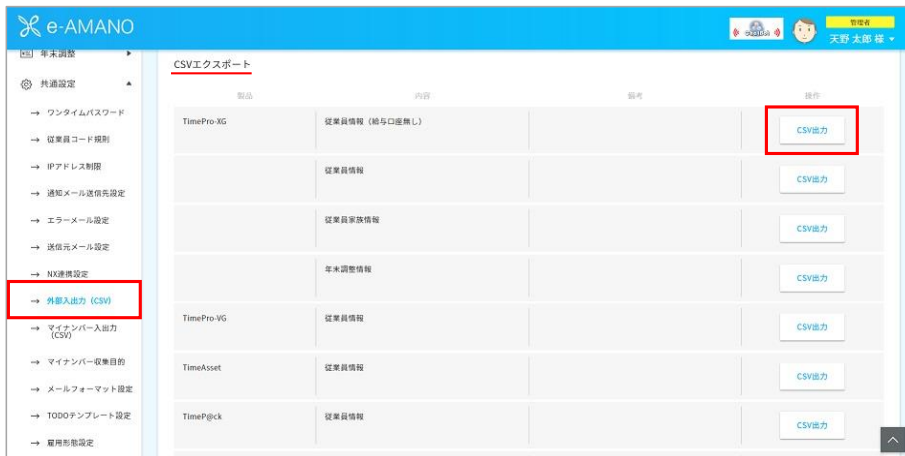 e-AMANO
管理者
天野 太郎 様
年末調整
共通設定
ワンタイムパスワード
従業員コード規則
IPアドレス制限
通知メール送信先設定
エラーメール設定
送信元メール設定
NX連携設定
外部入出力（CSV）
マイナンバー入出力
（CSV）
マイナンバー収集目的
メールフォーマット設定
TODOテンプレート設定
雇用形態設定
CSVエクスポート
製品 内容 備考 操作
TimePro-XG 従業員情報（給与口座無し） CSV出力
従業員情報 CSV出力
従業員家族情報 CSV出力
年末調整情報 CSV出力
TimePro-VG 従業員情報 CSV出力
TimeAsset 従業員情報 CSV出力
TimeP@ck 従業員情報 CSV出力